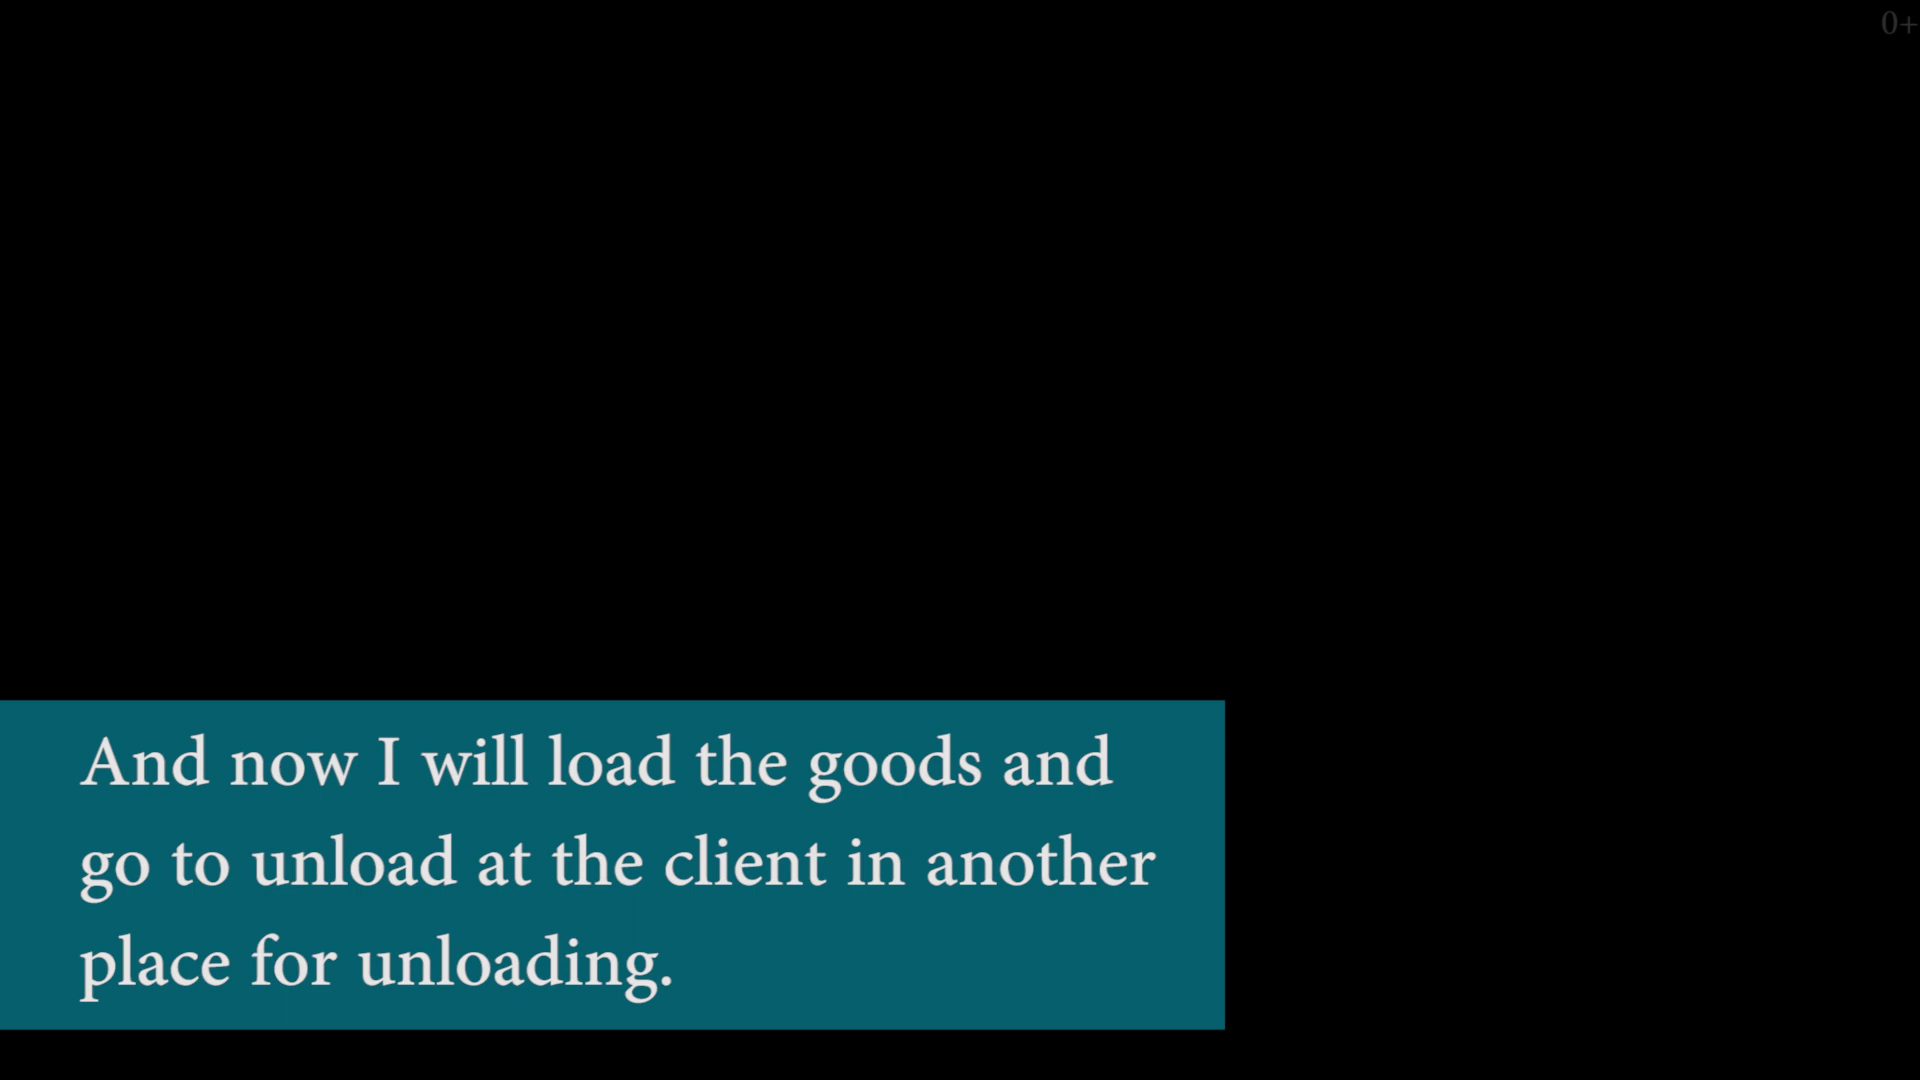 0+
And now I will load the goods and
go to unload at the client in another
place for unloading.